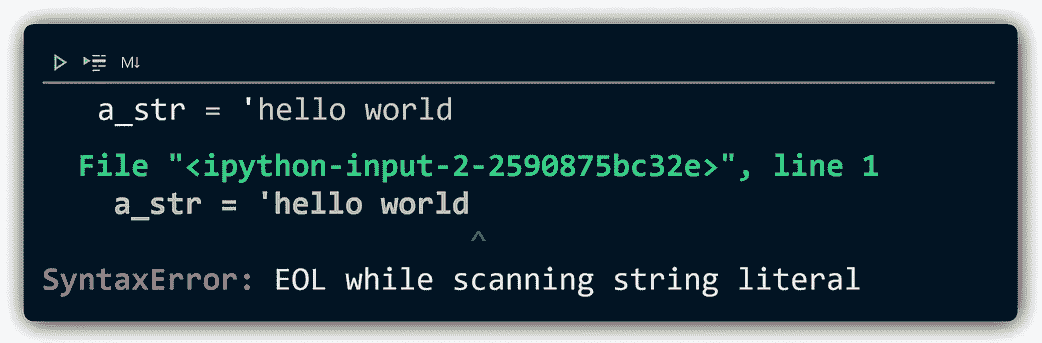 M↓
a_str = 'hello world
File "<ipython-input-2-2590875bc32e>", line 1
a_str = 'hello world
^
SyntaxError: EOL while scanning string literal